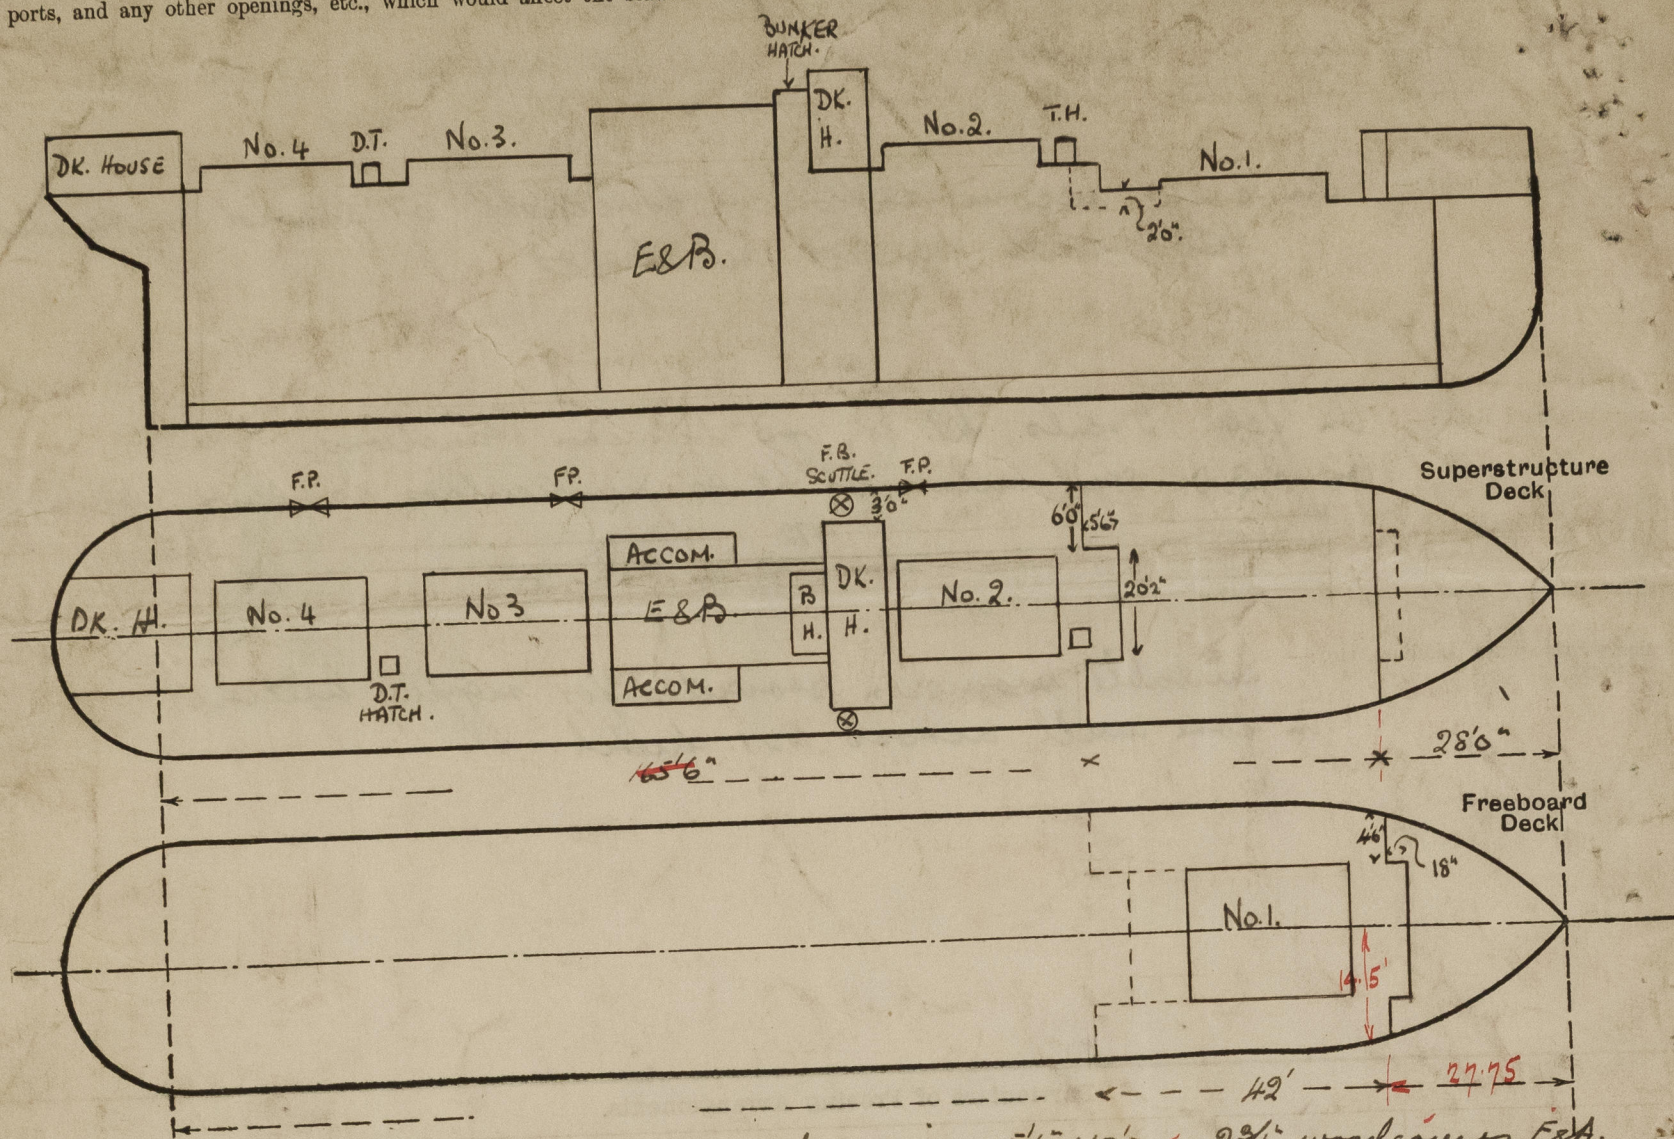 ports, and any other openings, etc., which would affect the
BUNKER
HATCH.
DK. HOUSE
No. 4
D.T.
No. 3.
E&B.
DK.
H.
No. 2.
T.H.
No. 1.
2'0".
Superstructure
Deck
F.P.
F.P.
F.B.
SCUTTLE.
F.P.
3'0"
6'0"
5'6"
20'2"
DK. H.
No. 4
D.T.
HATCH.
No 3
ACCOM.
E&B.
ACCOM.
B
H.
DK.
H.
No. 2.
28'0"
Freeboard
Deck
4'6"
18"
No. 1.
14.5'
42'
27.75